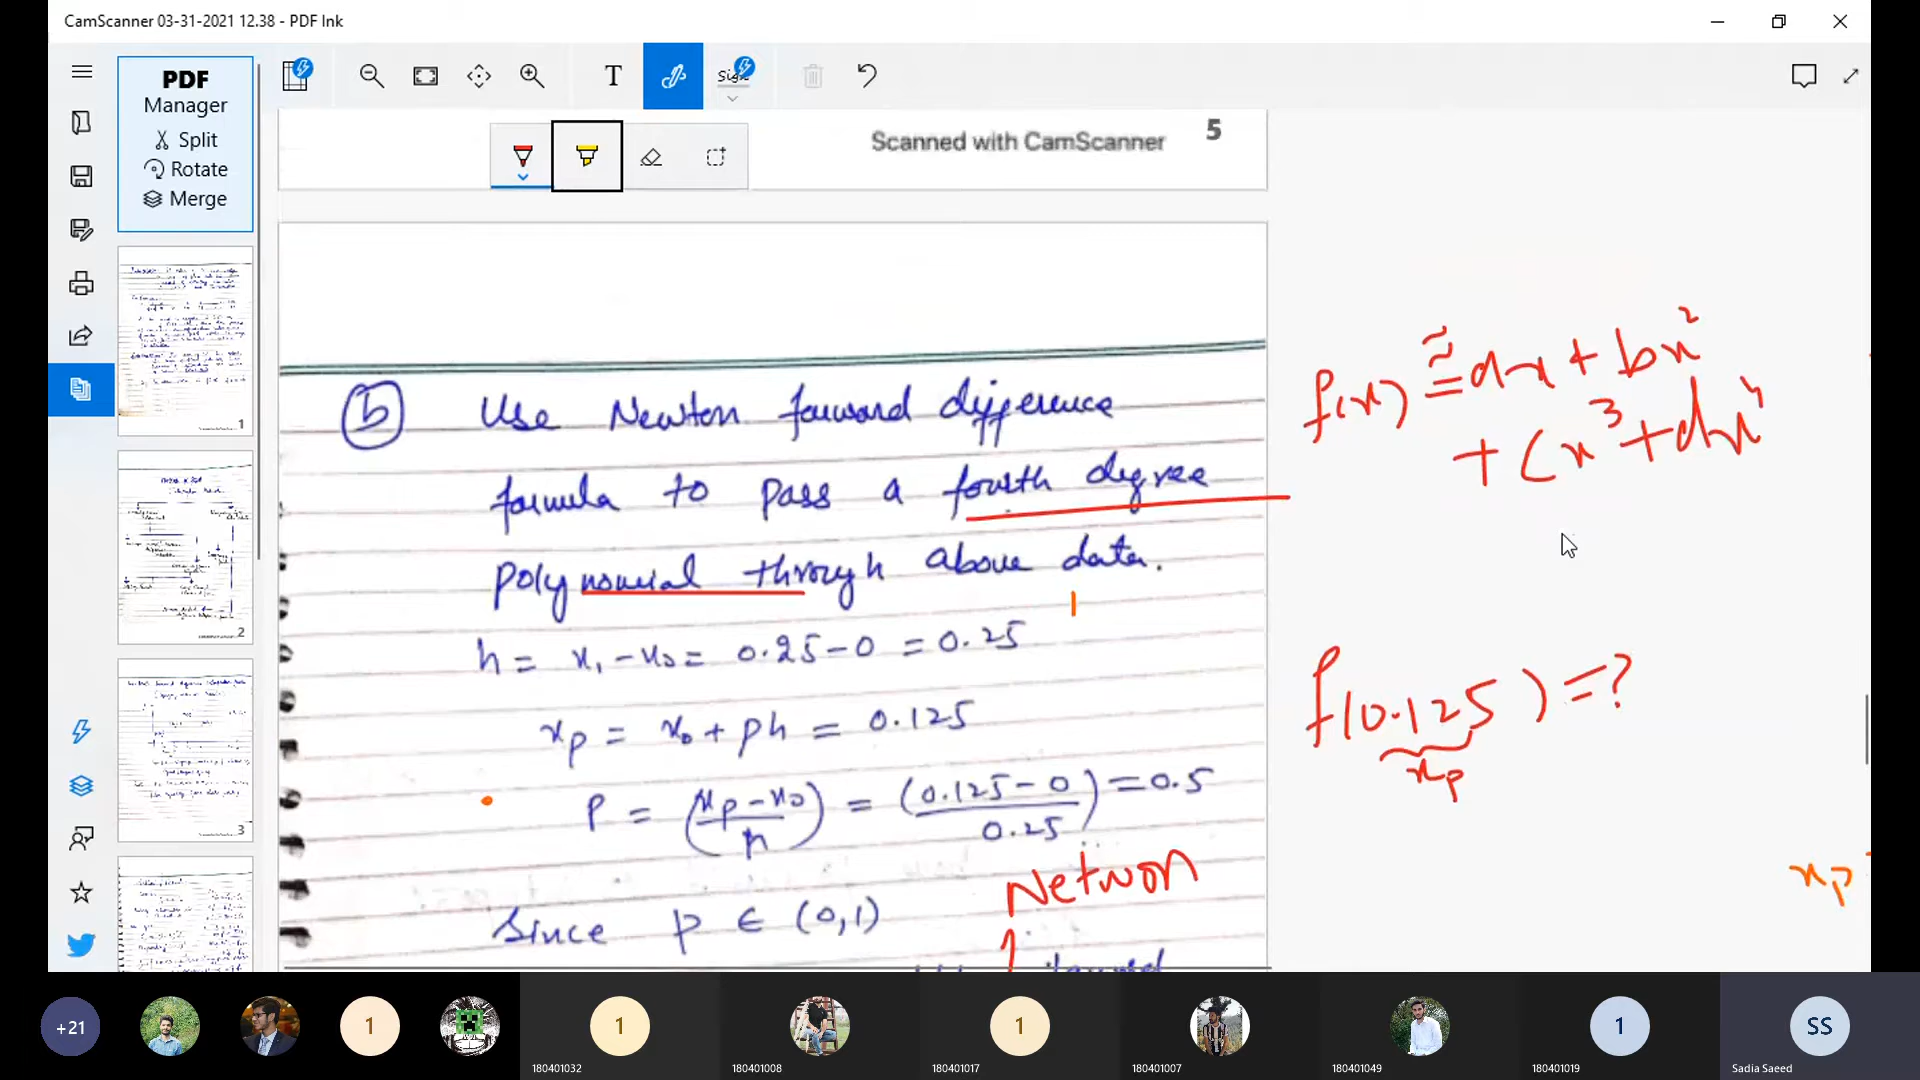 CamScanner 03-31-2021 12.38 - PDF Ink
PDF
Manager
Split
Rotate
Merge
T
Sign
Scanned with CamScanner 5
1
2
3
(b) Use Newton forward difference
formula to pass a fourth degree
polynomial through above data.
h = x₁ - x₀ = 0.25 - 0 = 0.25
xp = x₀ + ph = 0.125
P = (xp - x₀ / h) = (0.125 - 0 / 0.25) = 0.5
Since p ∈ (0,1)
Netwon
f(x) ≅ ax + bx²
+ cx³ + dx⁴
f(0.125) = ?
xp
xp
+21
1
1
1
1
SS
180401032
180401008
180401017
180401007
180401049
180401019
Sadia Saeed